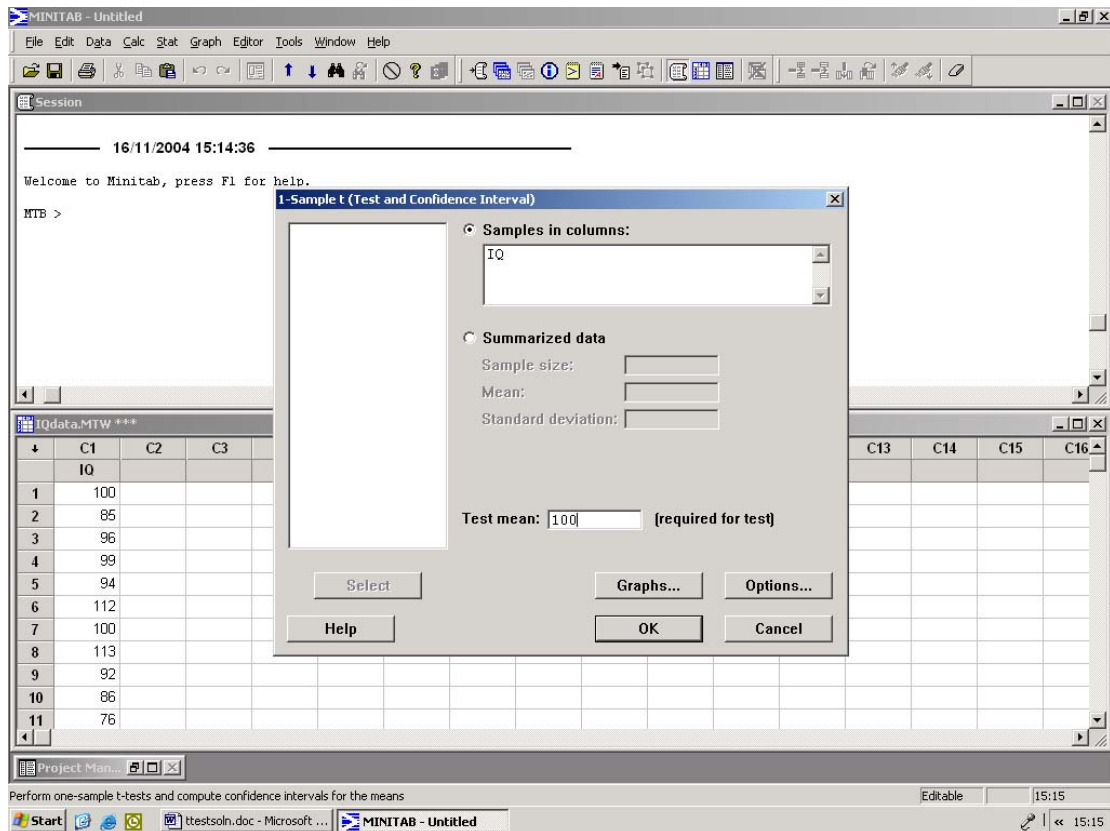 MINITAB - Untitled
File Edit Data Calc Stat Graph Editor Tools Window Help
Session
16/11/2004 15:14:36
Welcome to Minitab, press F1 for help.
MTB >
1-Sample t (Test and Confidence Interval)
Samples in columns:
IQ
Summarized data
Sample size:
Mean:
Standard deviation:
Test mean: 100 (required for test)
Select Graphs... Options...
Help OK Cancel
IQdata.MTW ***
C1 C2 C3 C13 C14 C15 C16
IQ
1 100
2 85
3 96
4 99
5 94
6 112
7 100
8 113
9 92
10 86
11 76
Project Man...
Perform one-sample t-tests and compute confidence intervals for the means Editable 15:15
Start ttestsoln.doc - Microsoft ... MINITAB - Untitled « 15:15